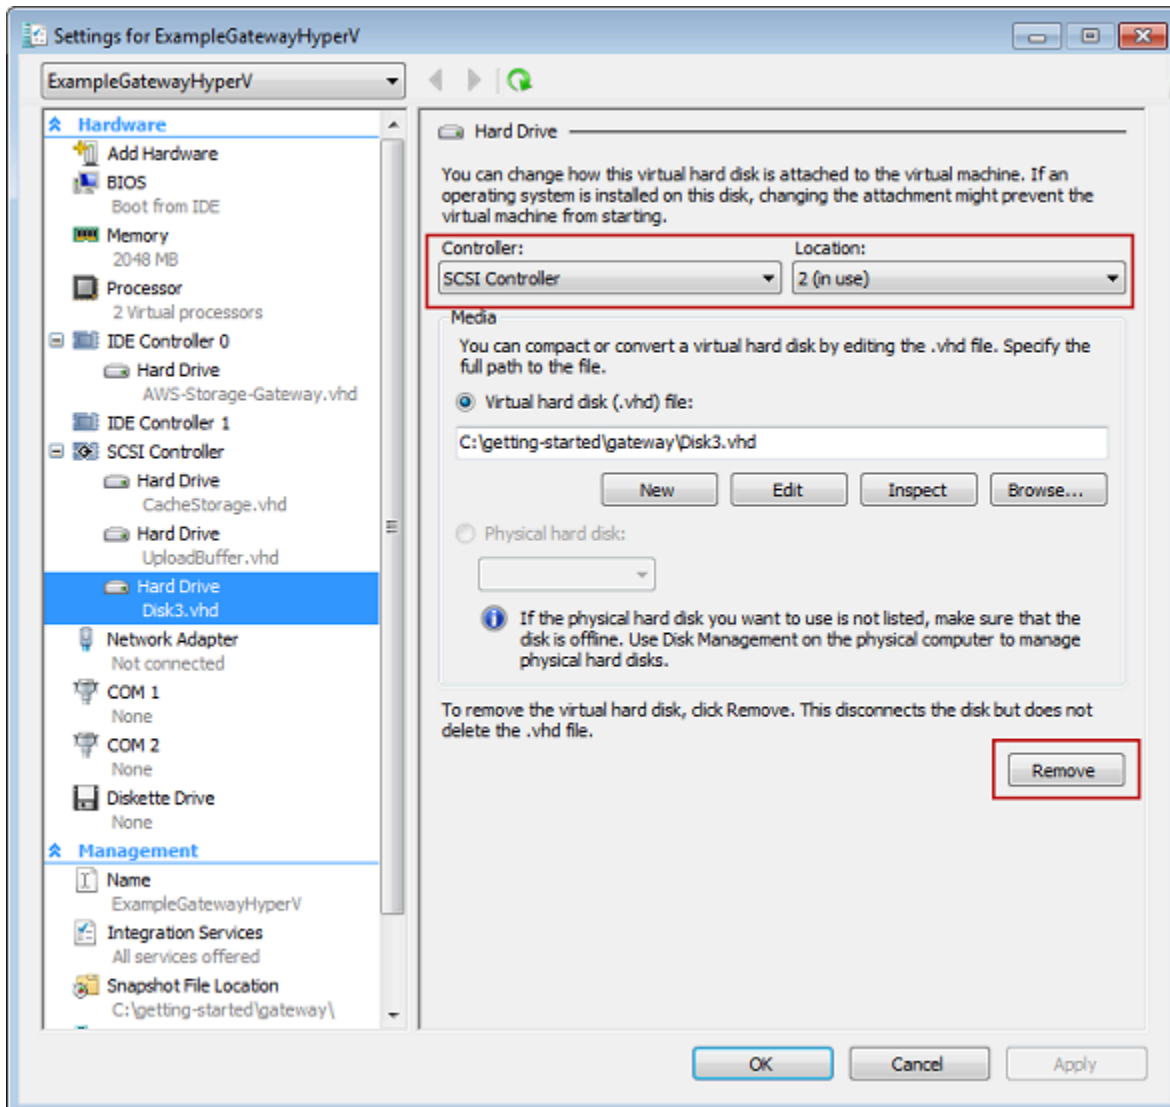 Settings for ExampleGatewayHyperV
ExampleGatewayHyperV
Hardware
Add Hardware
BIOS
Boot from IDE
Memory
2048 MB
Processor
2 Virtual processors
IDE Controller 0
Hard Drive
AWS-Storage-Gateway.vhd
IDE Controller 1
SCSI Controller
Hard Drive
CacheStorage.vhd
Hard Drive
UploadBuffer.vhd
Hard Drive
Disk3.vhd
Network Adapter
Not connected
COM 1
None
COM 2
None
Diskette Drive
None
Management
Name
ExampleGatewayHyperV
Integration Services
All services offered
Snapshot File Location
C:\getting-started\gateway\
Hard Drive
You can change how this virtual hard disk is attached to the virtual machine. If an
operating system is installed on this disk, changing the attachment might prevent the
virtual machine from starting.
Controller: Location:
SCSI Controller 2 (in use)
Media
You can compact or convert a virtual hard disk by editing the .vhd file. Specify the
full path to the file.
Virtual hard disk (.vhd) file:
C:\getting-started\gateway\Disk3.vhd
New Edit Inspect Browse...
Physical hard disk:
If the physical hard disk you want to use is not listed, make sure that the
disk is offline. Use Disk Management on the physical computer to manage
physical hard disks.
To remove the virtual hard disk, click Remove. This disconnects the disk but does not
delete the .vhd file.
Remove
OK Cancel Apply